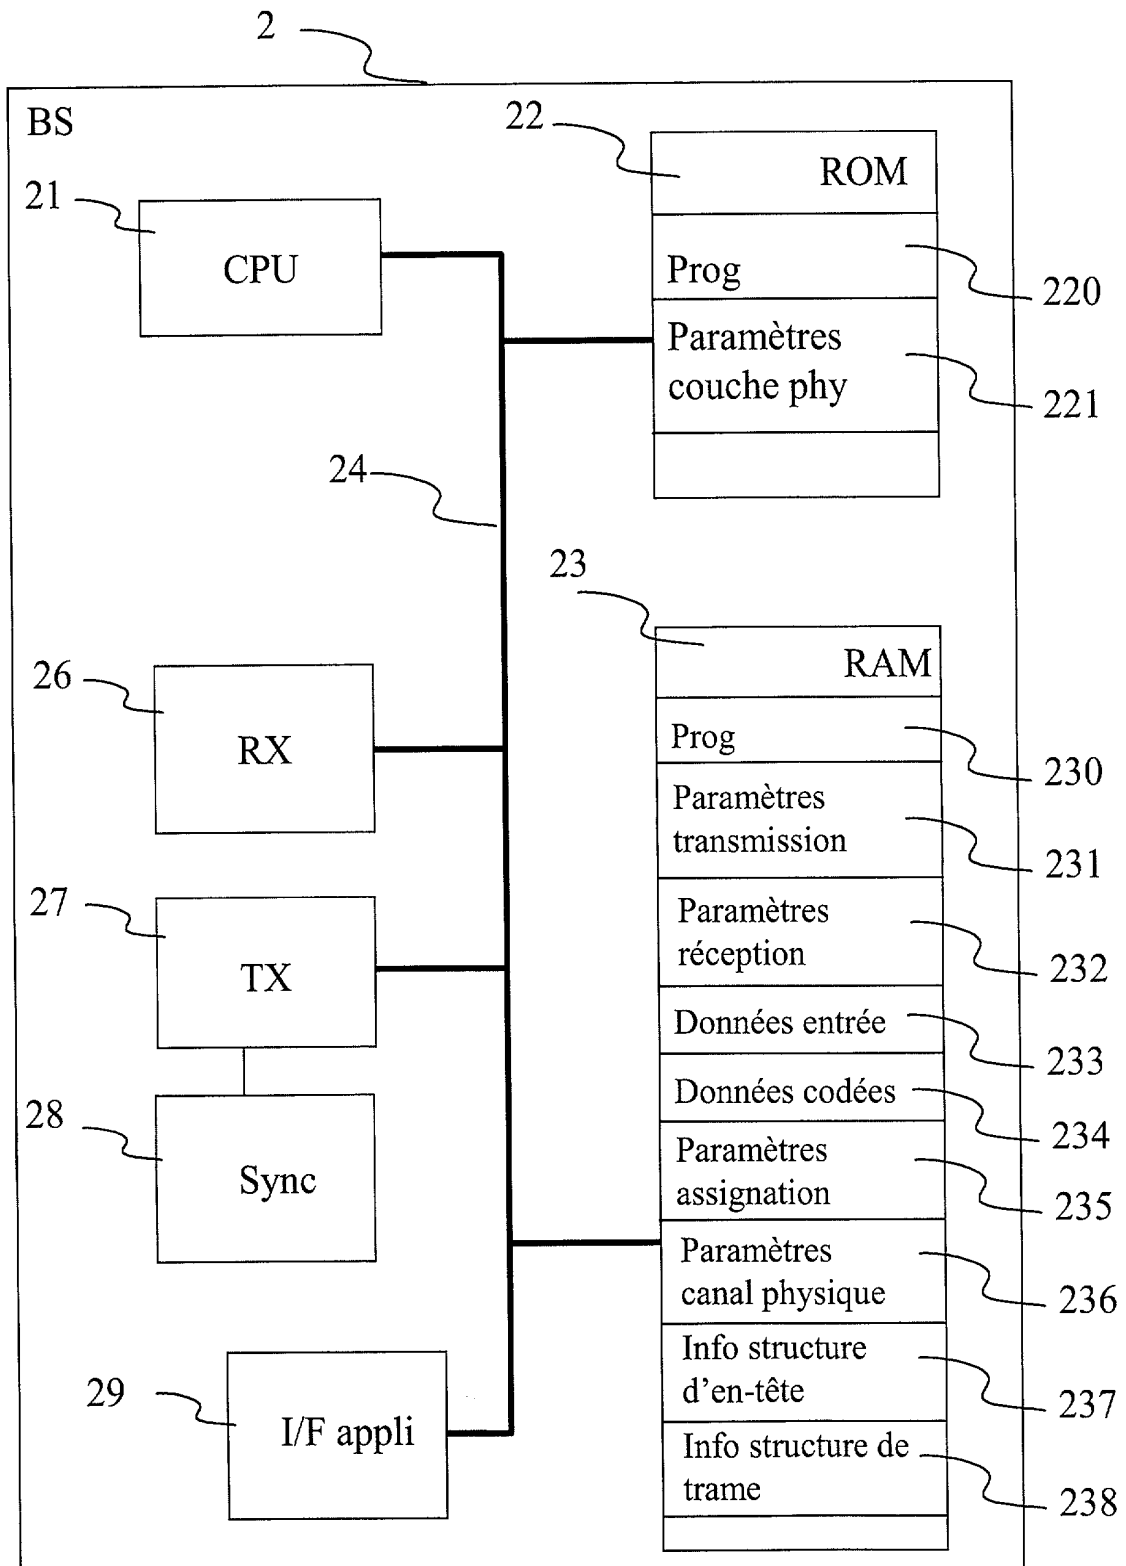 2
BS
22
ROM
21
CPU
Prog
220
Paramètres
couche phy
221
24
23
RAM
26
RX
Prog
230
Paramètres
transmission
231
27
TX
Paramètres
réception
232
Données entrée
233
28
Sync
Données codées
234
Paramètres
assignation
235
Paramètres
canal physique
236
29
I/F appli
Info structure
d'en-tête
237
Info structure de
trame
238